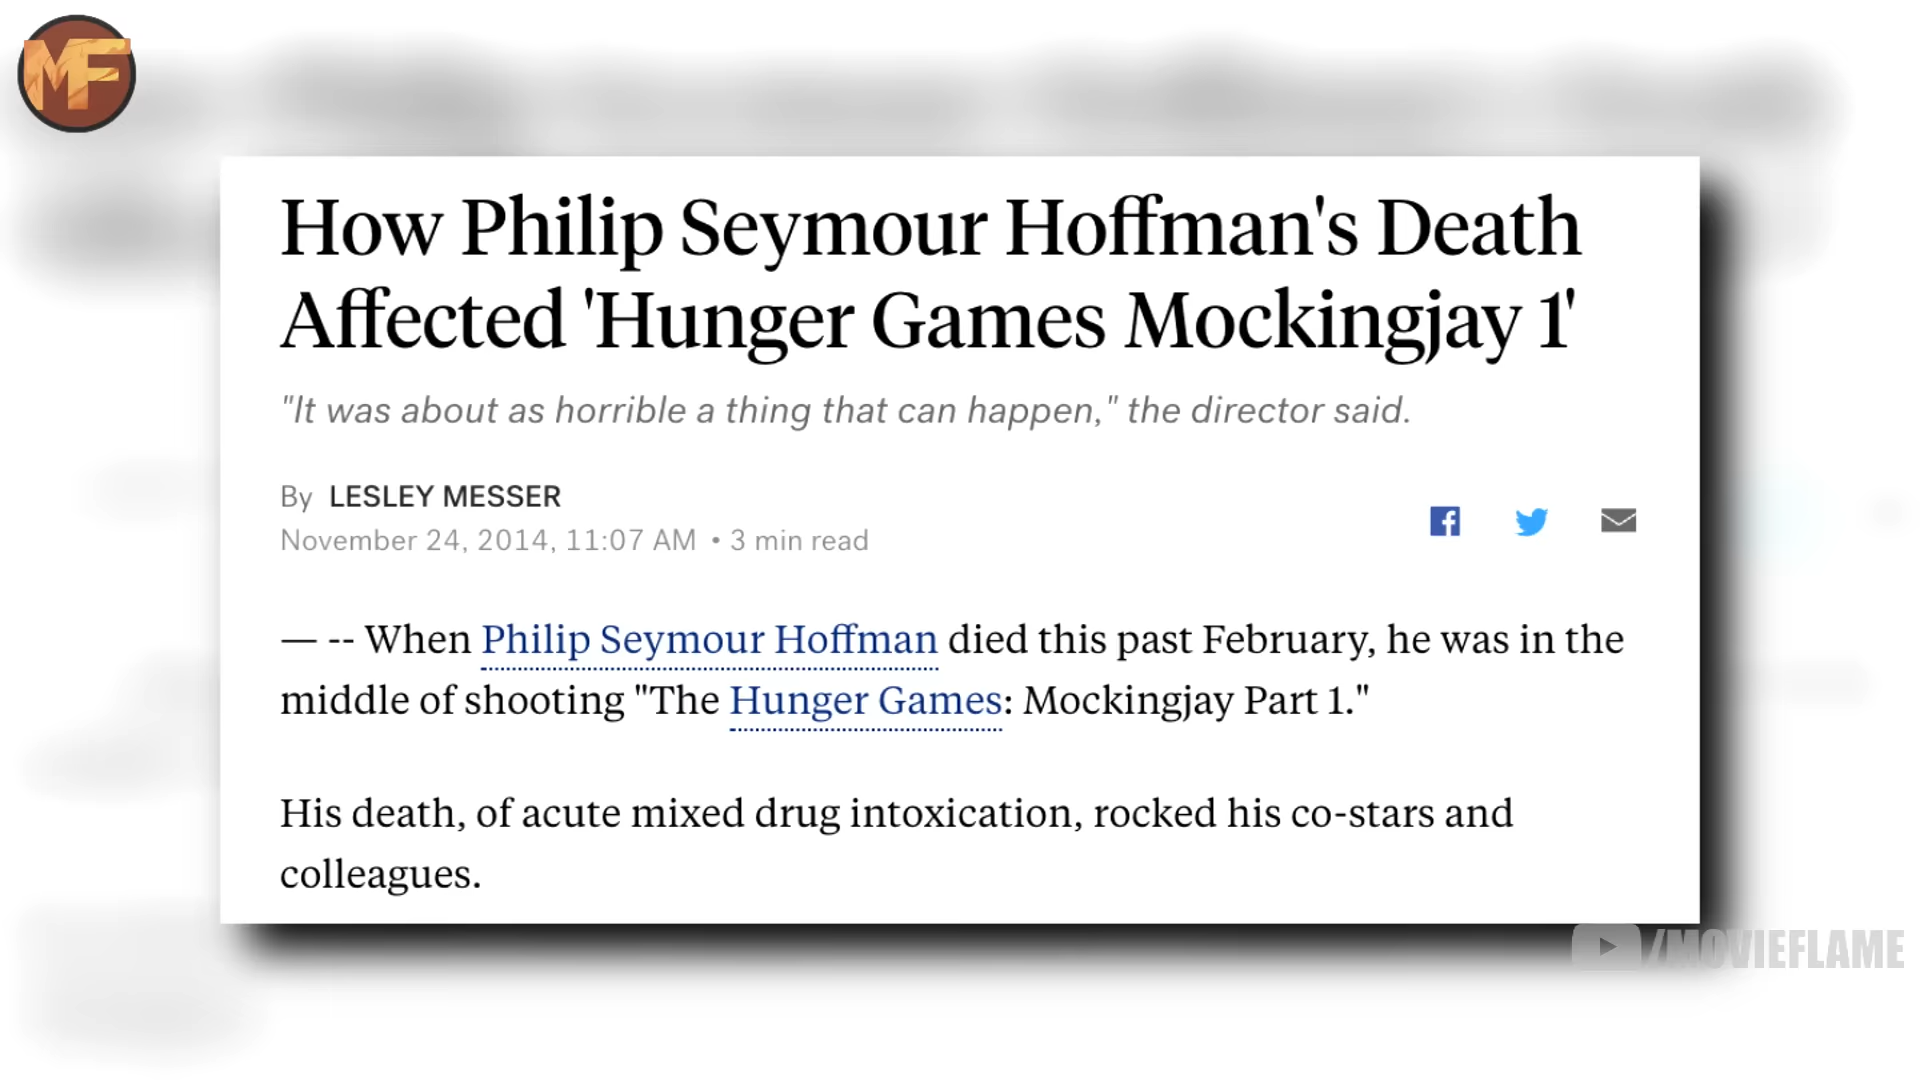 MF
How Philip Seymour Hoffman's Death
Affected 'Hunger Games Mockingjay 1'
"It was about as horrible a thing that can happen," the director said.
By LESLEY MESSER
November 24, 2014, 11:07 AM • 3 min read
— -- When Philip Seymour Hoffman died this past February, he was in the
middle of shooting "The Hunger Games: Mockingjay Part 1."
His death, of acute mixed drug intoxication, rocked his co-stars and
colleagues.
/MOVIEFLAME